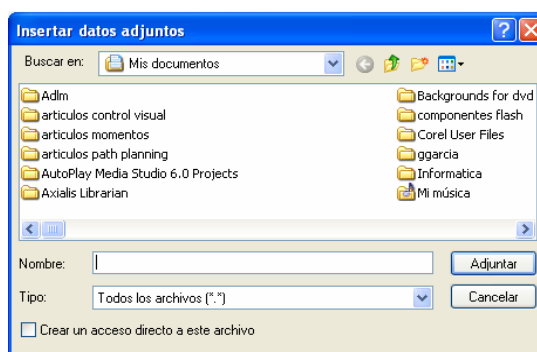 Insertar datos adjuntos
Buscar en: Mis documentos
Adlm
articulos control visual
articulos momentos
articulos path planning
AutoPlay Media Studio 6.0 Projects
Axialis Librarian
Backgrounds for dvd
componentes flash
Corel User Files
ggarcia
Informatica
Mi música
Nombre:
Adjuntar
Tipo: Todos los archivos (*.*)
Cancelar
Crear un acceso directo a este archivo